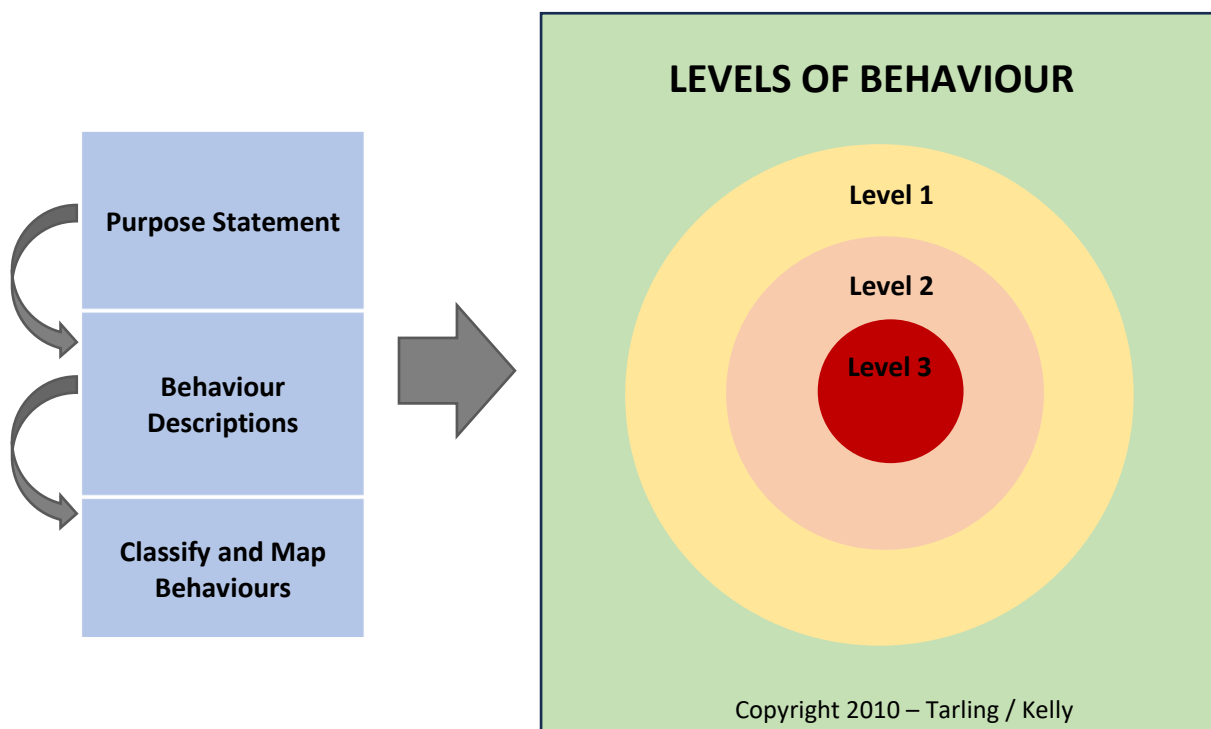 Purpose Statement
Behaviour
Descriptions
Classify and Map
Behaviours
LEVELS OF BEHAVIOUR
Level 1
Level 2
Level 3
Copyright 2010 – Tarling / Kelly